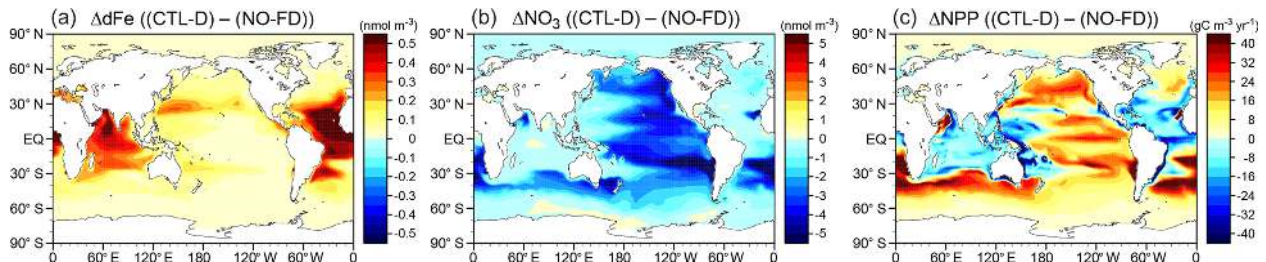 (a) ΔdFe ((CTL-D) – (NO-FD))
(nmol m⁻³)
90° N
60° N
30° N
EQ
30° S
60° S
90° S
0
60° E
120° E
180
120° W
60°W
0
0.5
0.4
0.3
0.2
0.1
0
-0.1
-0.2
-0.3
-0.4
-0.5
(b) ΔNO₃ ((CTL-D) – (NO-FD))
(nmol m⁻³)
90° N
60° N
30° N
EQ
30° S
60° S
90° S
0
60° E
120° E
180
120° W
60°W
0
5
4
3
2
1
0
-1
-2
-3
-4
-5
(c) ΔNPP ((CTL-D) – (NO-FD))
(gC m⁻³ yr⁻¹)
90° N
60° N
30° N
EQ
30° S
60° S
90° S
0
60° E
120° E
180
120° W
60°W
0
40
32
24
16
8
0
-8
-16
-24
-32
-40